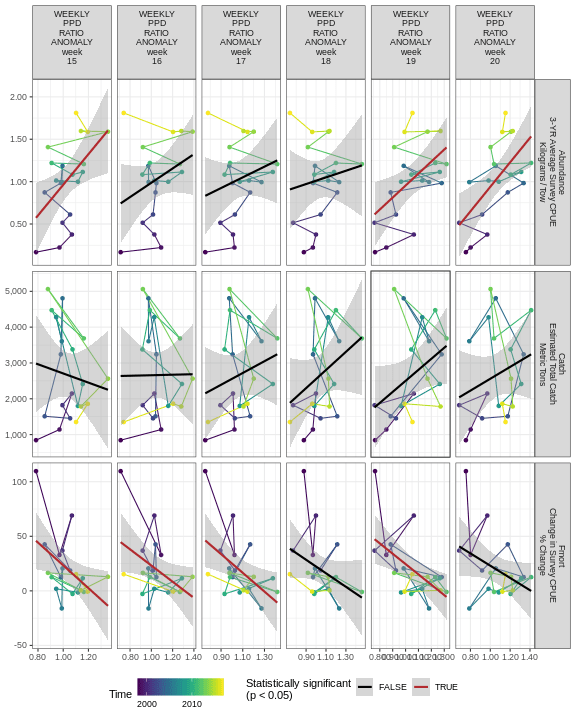 WEEKLY
PPD
RATIO
ANOMALY
week
15
WEEKLY
PPD
RATIO
ANOMALY
week
16
WEEKLY
PPD
RATIO
ANOMALY
week
17
WEEKLY
PPD
RATIO
ANOMALY
week
18
WEEKLY
PPD
RATIO
ANOMALY
week
19
WEEKLY
PPD
RATIO
ANOMALY
week
20
2.00
1.50
1.00
0.50
Abundance
3-YR Average Survey CPUE
Kilograms / Tow
5,000
4,000
3,000
2,000
1,000
Catch
Estimated Total Catch
Metric Tons
100
50
0
-50
Fmort
Change in Survey CPUE
% Change
0.80 1.00 1.20
0.80 1.00 1.20 1.40
0.90 1.10 1.30
0.90 1.10 1.30
0.80 1.00 1.20 1.40
Time
2000 2010
Statistically significant
(p < 0.05)
FALSE TRUE